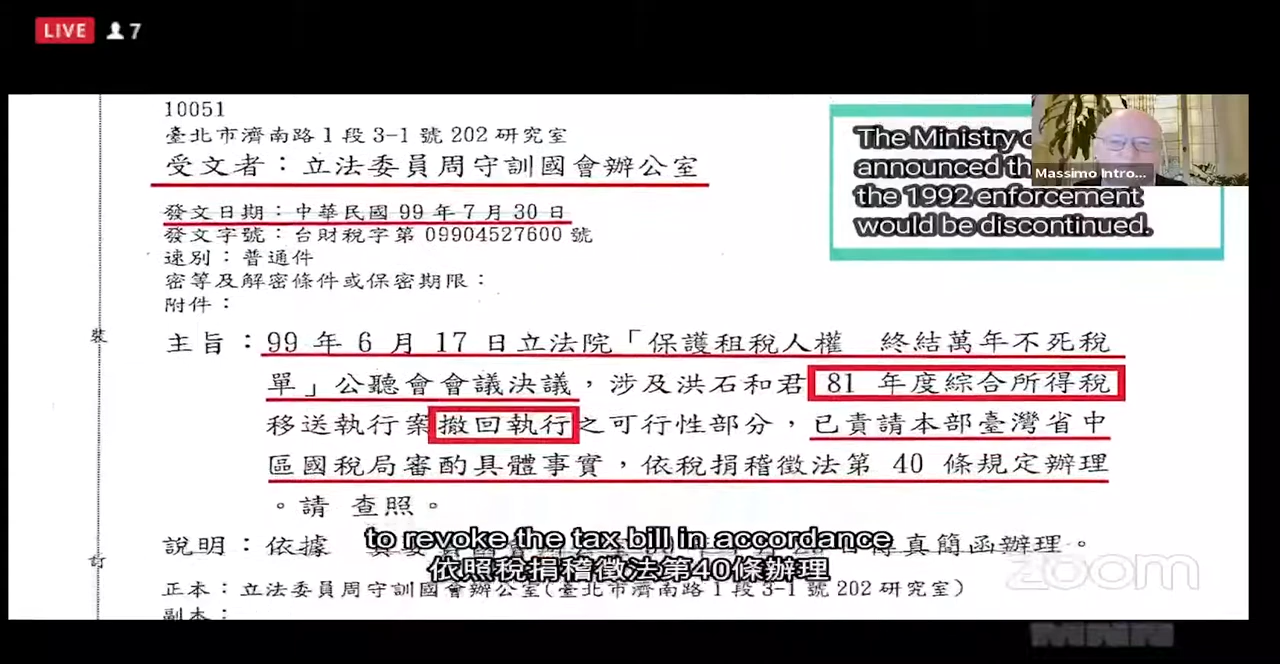 LIVE 7
10051
臺北市濟南路1段3-1號202研究室
受文者：立法委員周守訓國會辦公室
發文日期：中華民國99年7月30日
發文字號：台財稅字第09904527600號
速別：普通件
密等及解密條件或保密期限：
附件：
裝
主旨：99年6月17日立法院「保護租稅人權 終結萬年不死稅
單」公聽會會議決議，涉及洪石和君81年度綜合所得稅
移送執行案撤回執行之可行性部分，已責請本部臺灣省中
區國稅局審酌具體事實，依稅捐稽徵法第40條規定辦理
。請 查照。
訂
說明：依據 傳真簡函辦理。
正本：立法委員周守訓國會辦公室(臺北市濟南路1段3-1號202研究室)
副本：
The Ministry
announced
the 1992 enforcement
would be discontinued.
Massimo Intro...
to revoke the tax bill in accordance
依照稅捐稽徵法第40條辦理
zoom